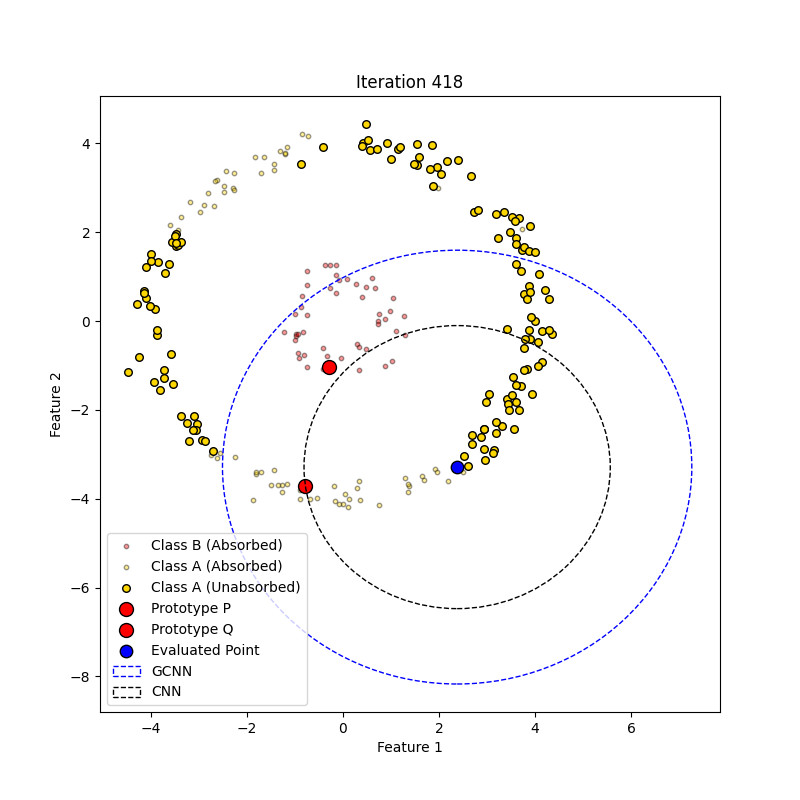 Iteration 418
4
2
0
−2
−4
−6
−8
Feature 2
Class B (Absorbed)
Class A (Absorbed)
Class A (Unabsorbed)
Prototype P
Prototype Q
Evaluated Point
GCNN
CNN
−4 −2 0 2 4 6
Feature 1